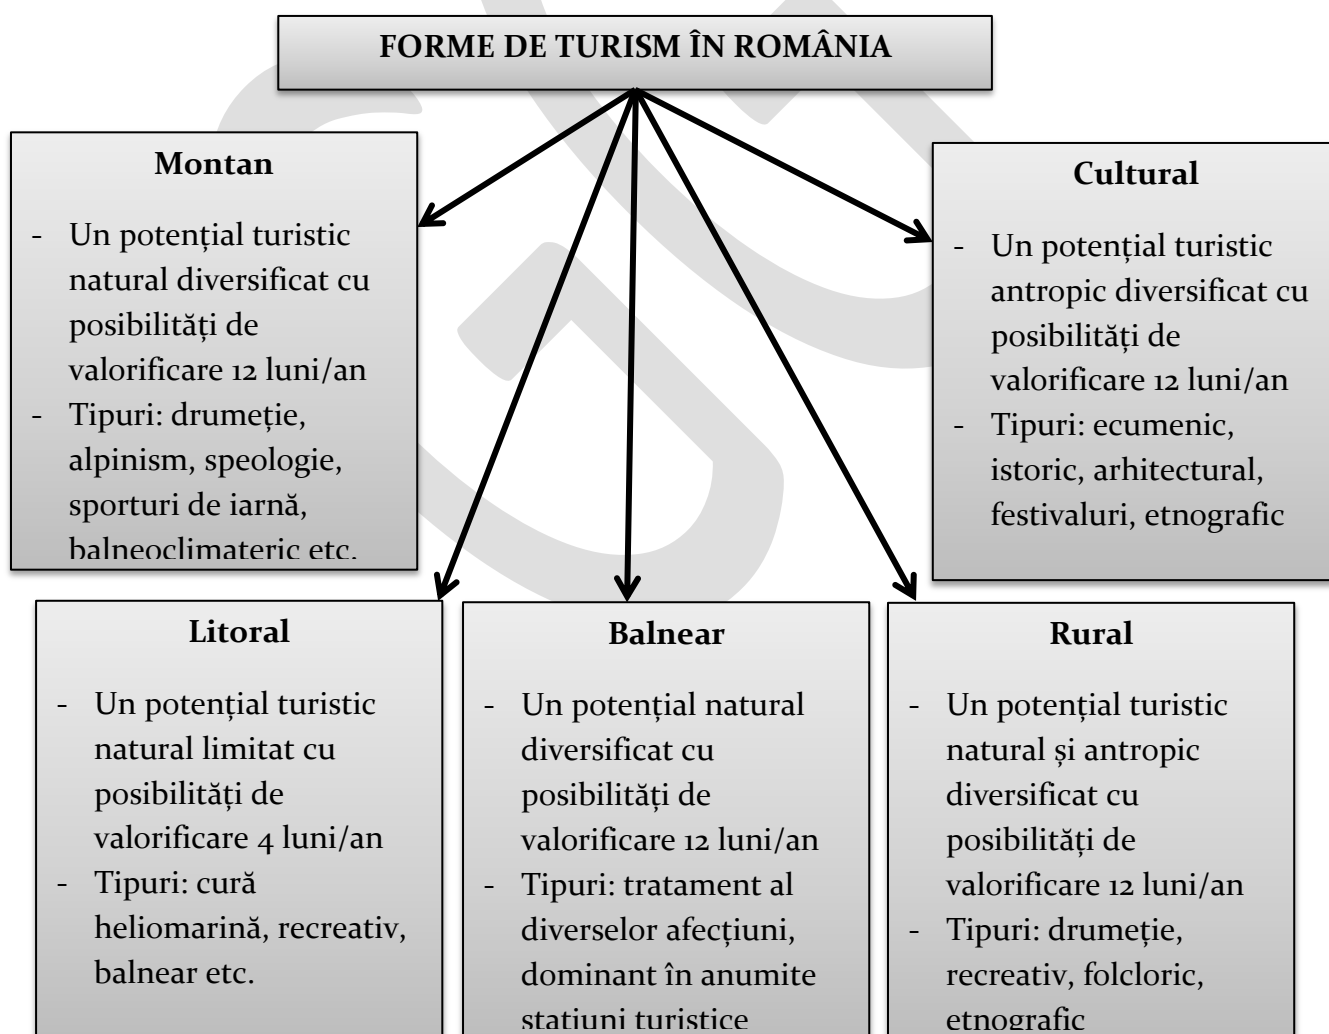 FORME DE TURISM ÎN ROMÂNIA
Montan
- Un potențial turistic
natural diversificat cu
posibilități de
valorificare 12 luni/an
- Tipuri: drumeție,
alpinism, speologie,
sporturi de iarnă,
balneoclimateric etc.
Cultural
- Un potențial turistic
antropic diversificat cu
posibilități de
valorificare 12 luni/an
- Tipuri: ecumenic,
istoric, arhitectural,
festivaluri, etnografic
Litoral
- Un potențial turistic
natural limitat cu
posibilități de
valorificare 4 luni/an
- Tipuri: cură
heliomarină, recreativ,
balnear etc.
Balnear
- Un potențial natural
diversificat cu
posibilități de
valorificare 12 luni/an
- Tipuri: tratament al
diverselor afecțiuni,
dominant în anumite
stațiuni turistice
Rural
- Un potențial turistic
natural și antropic
diversificat cu
posibilități de
valorificare 12 luni/an
- Tipuri: drumeție,
recreativ, folcloric,
etnografic